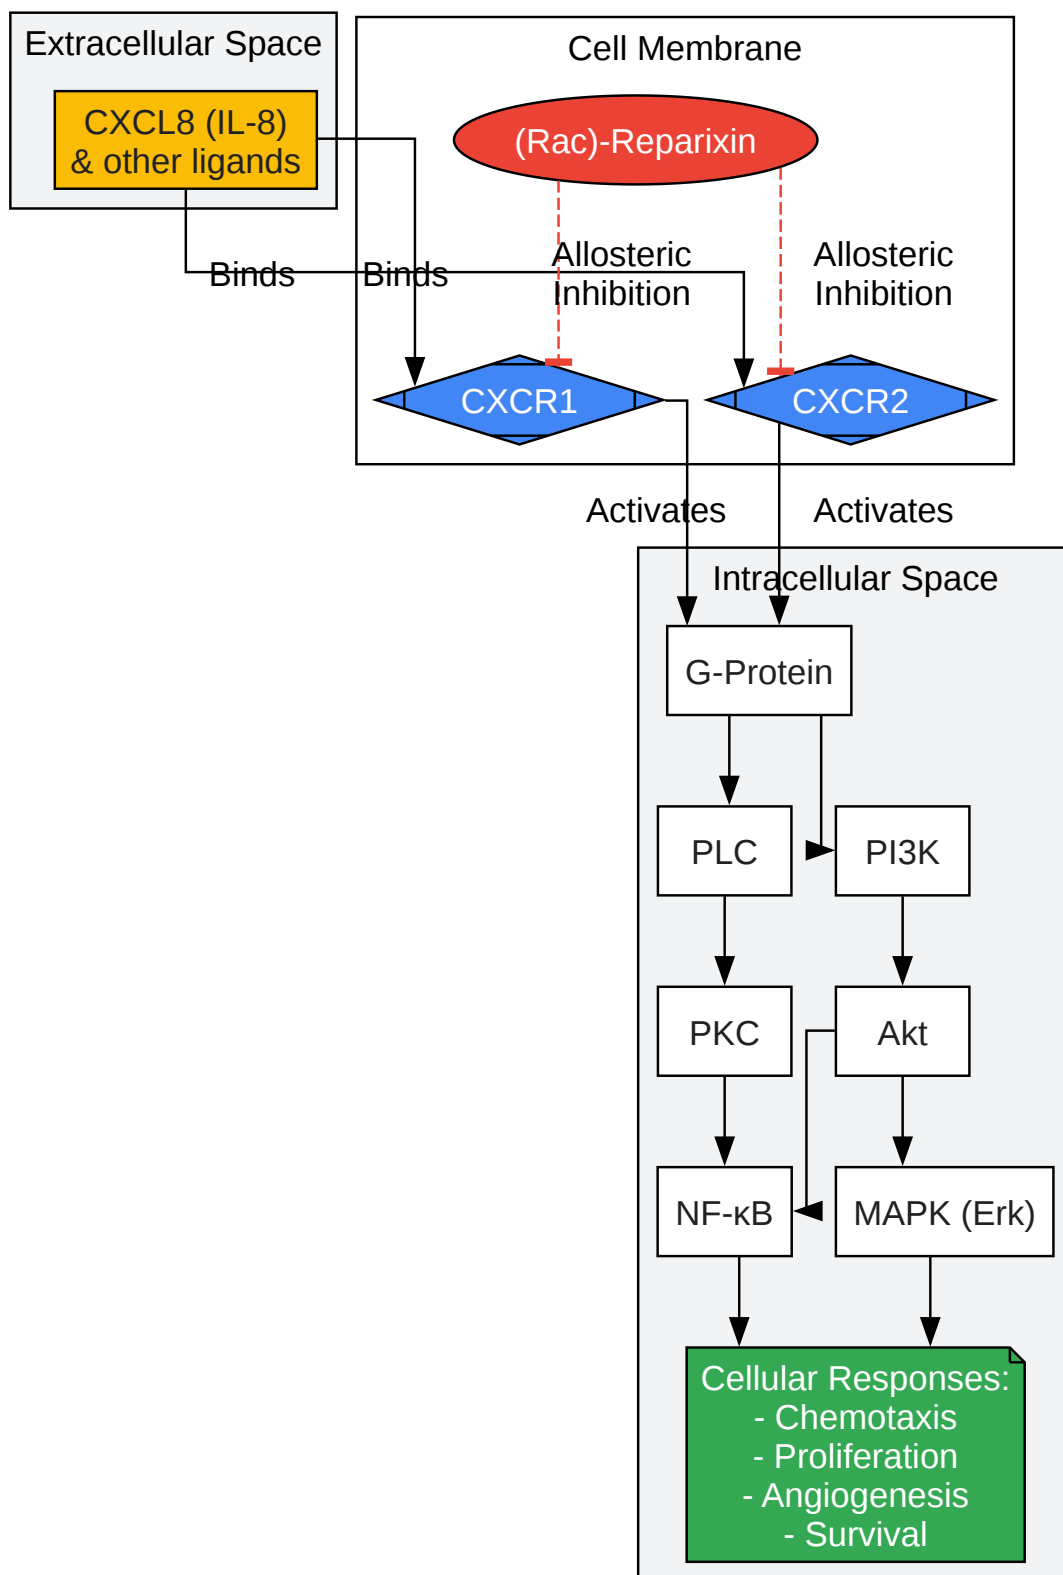 Extracellular Space
Cell Membrane
CXCL8 (IL-8)
& other ligands
(Rac)-Reparixin
Binds
Binds
Allosteric
Inhibition
Allosteric
Inhibition
CXCR1
CXCR2
Activates
Activates
Intracellular Space
G-Protein
PLC
PI3K
PKC
Akt
NF-κB
MAPK (Erk)
Cellular Responses:
- Chemotaxis
- Proliferation
- Angiogenesis
- Survival